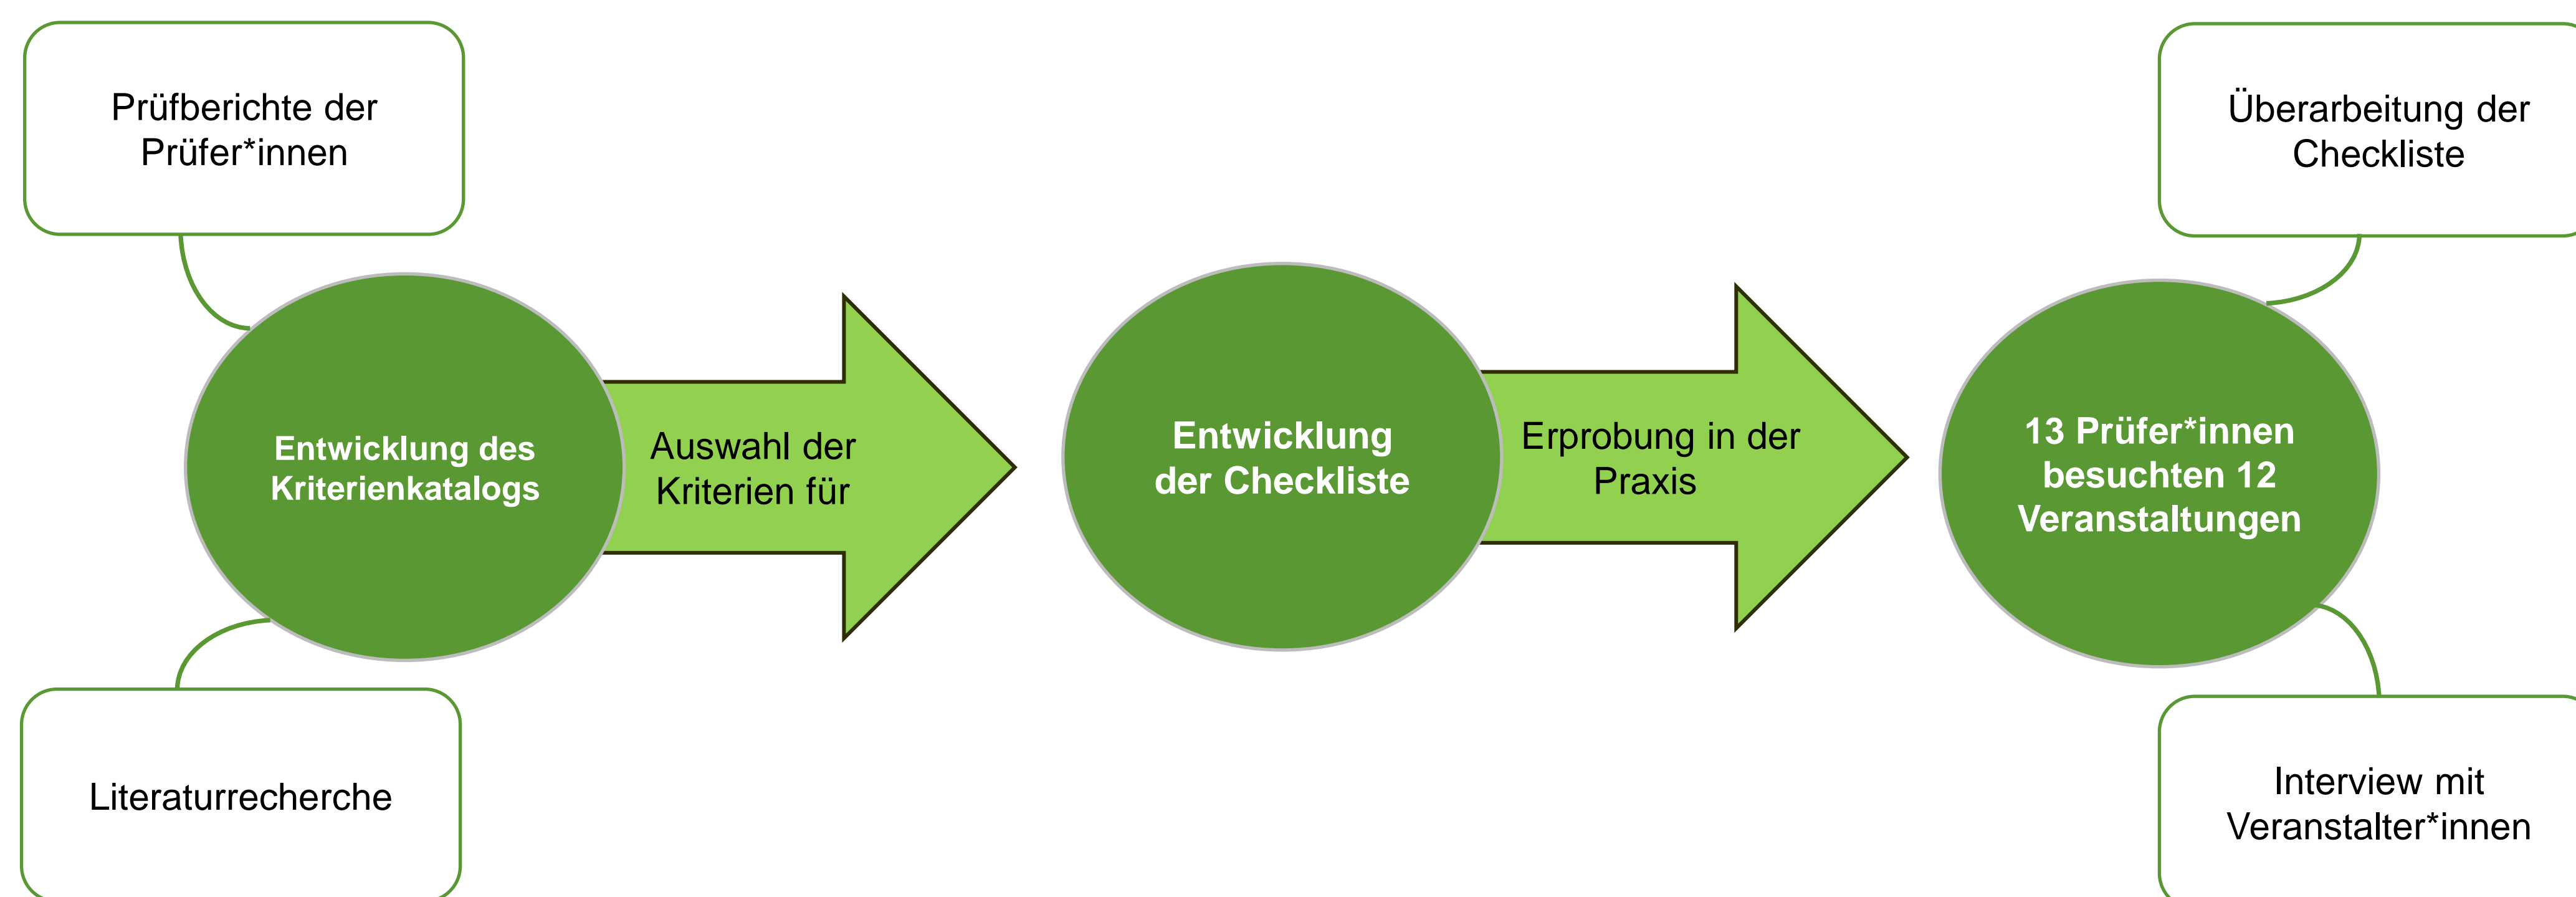 Prüfberichte der
Prüfer*innen
Literaturrecherche
Entwicklung des
Kriterienkatalogs
Auswahl der
Kriterien für
Entwicklung
der Checkliste
Erprobung in der
Praxis
13 Prüfer*innen
besuchten 12
Veranstaltungen
Überarbeitung der
Checkliste
Interview mit
Veranstalter*innen